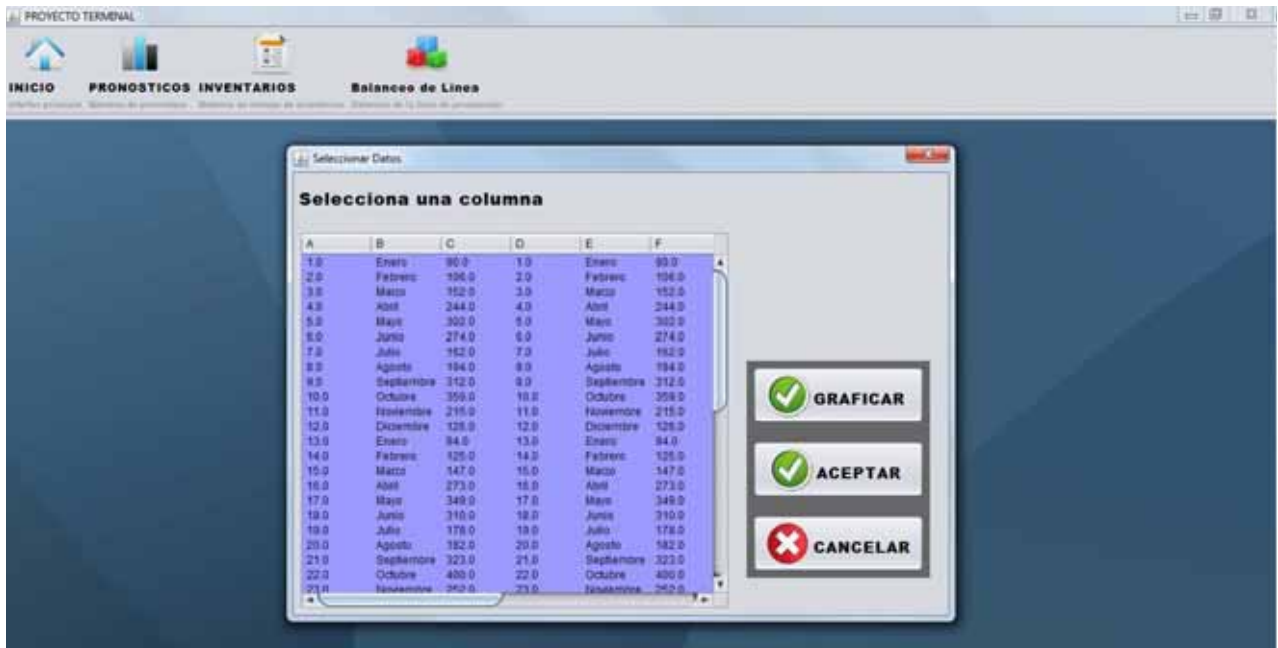 PROYECTO TERMINAL
INICIO PRONOSTICOS INVENTARIOS Balanceo de Linea
Seleccionar Datos
Selecciona una columna
A B C D E F
1.0 Enero 1.0 Enero
2.0 Febrero 106.0 2.0 Febrero 106.0
3.0 Marzo 152.0 3.0 Marzo 152.0
4.0 Abril 244.0 4.0 Abril 244.0
5.0 Mayo 302.0 5.0 Mayo 302.0
6.0 Junio 274.0 6.0 Junio 274.0
7.0 Julio 162.0 7.0 Julio 162.0
8.0 Agosto 194.0 8.0 Agosto 194.0
9.0 Septiembre 312.0 9.0 Septiembre 312.0
10.0 Octubre 359.0 10.0 Octubre 359.0
11.0 Noviembre 215.0 11.0 Noviembre 215.0
12.0 Diciembre 126.0 12.0 Diciembre 126.0
13.0 Enero 84.0 13.0 Enero 84.0
14.0 Febrero 125.0 14.0 Febrero 125.0
15.0 Marzo 147.0 15.0 Marzo 147.0
16.0 Abril 273.0 16.0 Abril 273.0
17.0 Mayo 349.0 17.0 Mayo 349.0
18.0 Junio 310.0 18.0 Junio 310.0
19.0 Julio 178.0 19.0 Julio 178.0
20.0 Agosto 182.0 20.0 Agosto 182.0
21.0 Septiembre 323.0 21.0 Septiembre 323.0
22.0 Octubre 400.0 22.0 Octubre 400.0
23.0 Noviembre 252.0 23.0 Noviembre 252.0
GRAFICAR
ACEPTAR
CANCELAR